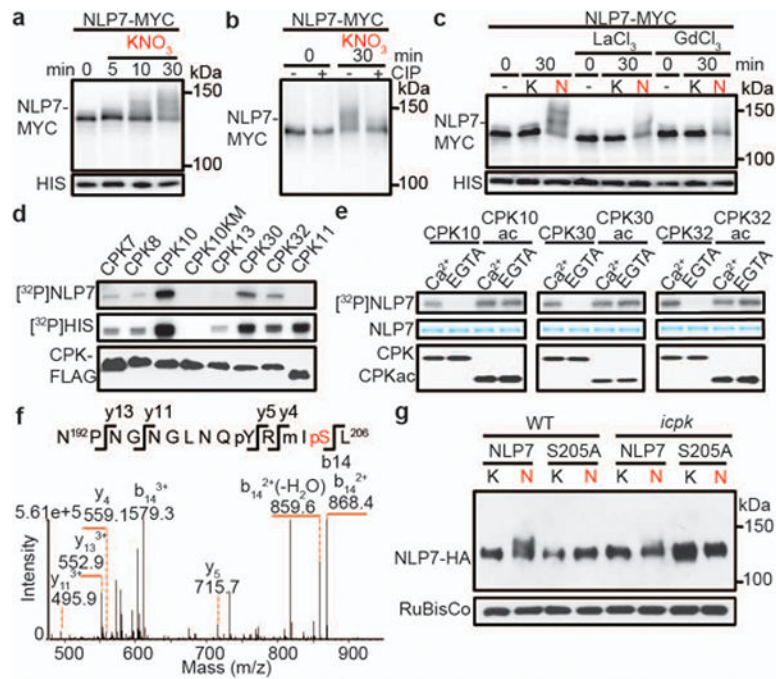 a
NLP7-MYC
KNO3
min 0 5 10 30 kDa
150
NLP7-
MYC
100
HIS
b
NLP7-MYC
KNO3
0 30 min
- + - + CIP
kDa
150
NLP7-
MYC
100
c
NLP7-MYC
LaCl3 GdCl3
0 30 0 30 0 30 min
- K N - K N - K N kDa
150
NLP7-
MYC
100
HIS
d
CPK7 CPK8 CPK10 CPK10KM CPK13 CPK30 CPK32 CPK11
[32P]NLP7
[32P]HIS
CPK-
FLAG
e
CPK10 CPK10 ac CPK30 CPK30 ac CPK32 CPK32 ac
Ca2+ EGTA Ca2+ EGTA Ca2+ EGTA Ca2+ EGTA Ca2+ EGTA Ca2+ EGTA
[32P]NLP7
NLP7
CPK
CPKac
f
y13 y11 y5 y4
N192PNGNGLNQpYRmIpSL206
b14
5.61e+5
y4
559.1
b14 3+
579.3
b14 2+(-H2O)
859.6
b14 2+
868.4
y13 3+
552.9
y11 3+
495.9
y5
715.7
Intensity
0
500 600 700 800 900
Mass (m/z)
g
WT icpk
NLP7 S205A NLP7 S205A
K N K N K N K N kDa
150
NLP7-HA
100
RuBisCo